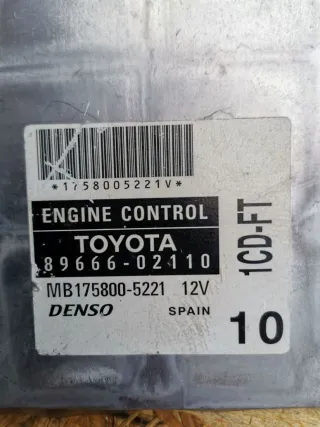 *1758005221V*
ENGINE CONTROL
TOYOTA
89666-02110
MB175800-5221 12V
DENSO SPAIN
1CD-FT
10